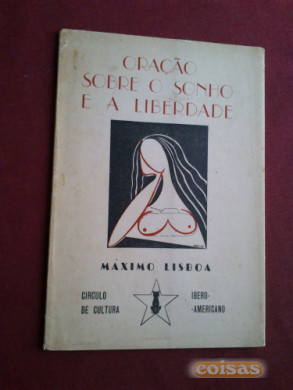 ORAÇÃO
SOBRE O SONHO
E A LIBERDADE
MÁXIMO LISBOA
CIRCULO IBERO-
DE CULTURA -AMERICANO
coisas